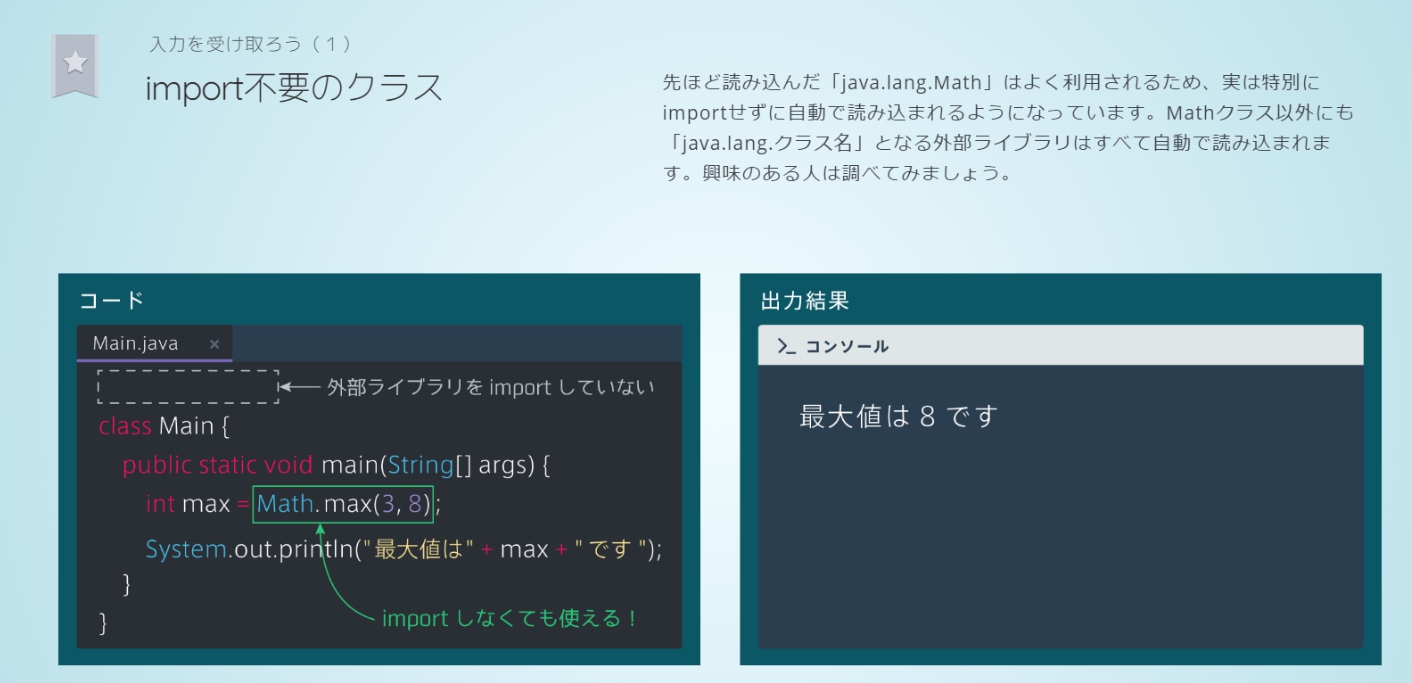 入力を受け取ろう（1）
import不要のクラス
先ほど読み込んだ「java.lang.Math」はよく利用されるため、実は特別に
importせずに自動で読み込まれるようになっています。Mathクラス以外にも
「java.lang.クラス名」となる外部ライブラリはすべて自動で読み込まれま
す。興味のある人は調べてみましょう。
コード
Main.java ×
外部ライブラリを import していない
class Main {
public static void main(String[] args) {
int max = Math.max(3, 8);
System.out.println("最大値は" + max + "です");
}
import しなくても使える！
}
出力結果
>_ コンソール
最大値は 8 です